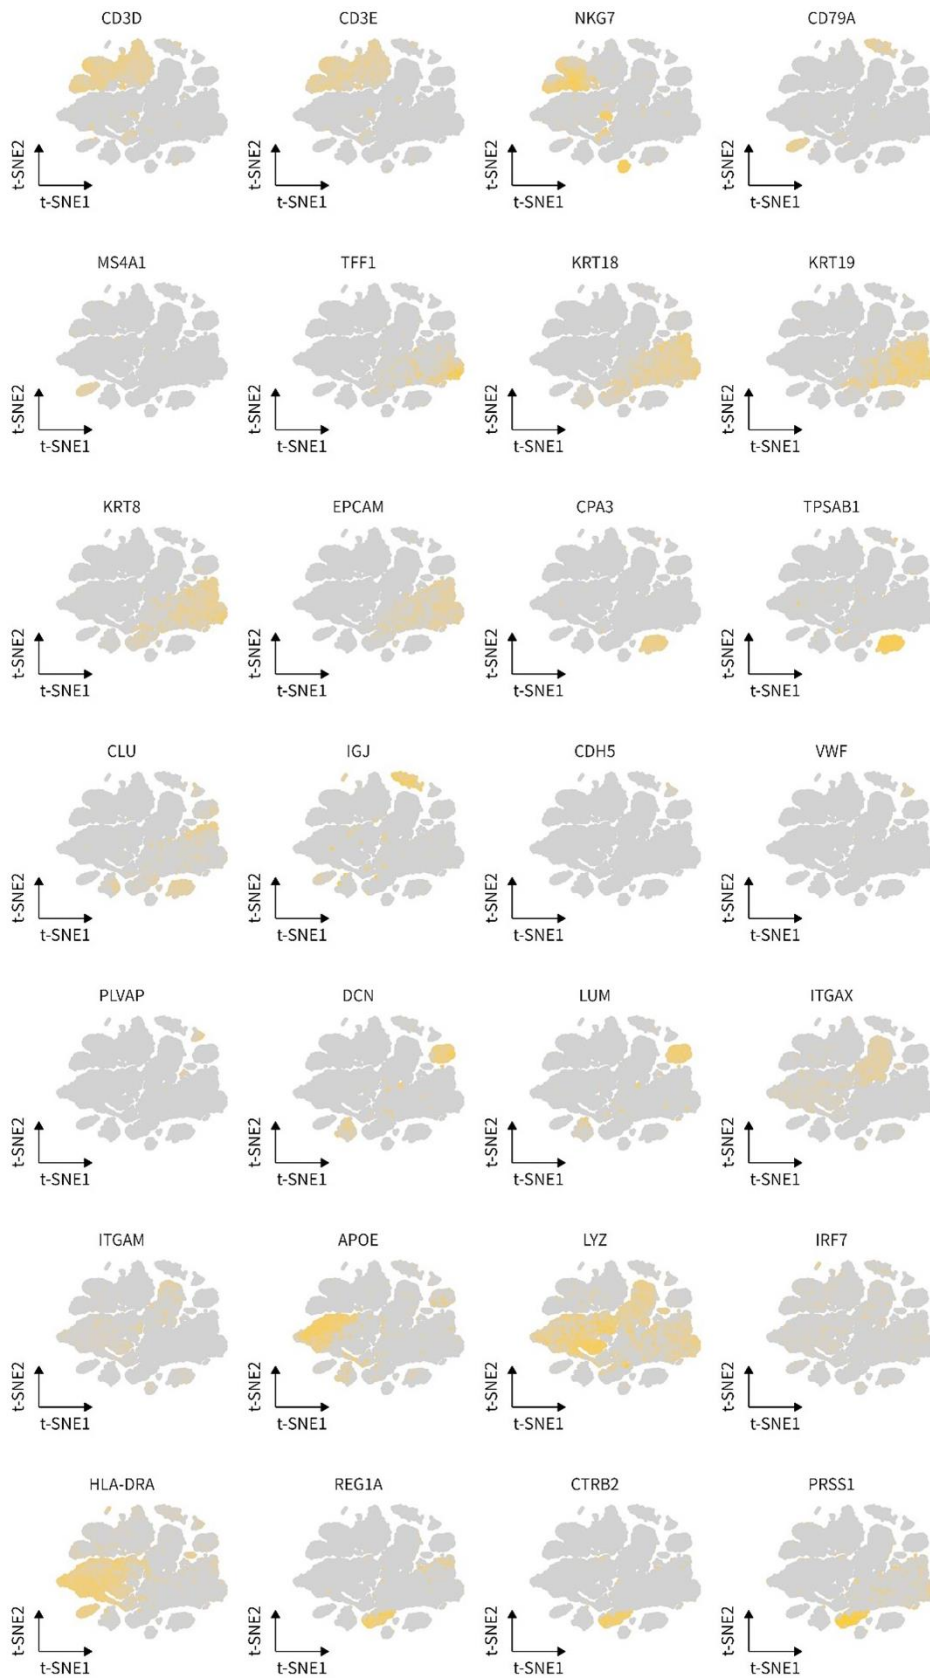 CD3D CD3E NKG7 CD79A
t-SNE2 t-SNE2 t-SNE2 t-SNE2
t-SNE1 t-SNE1 t-SNE1 t-SNE1
MS4A1 TFF1 KRT18 KRT19
t-SNE2 t-SNE2 t-SNE2 t-SNE2
t-SNE1 t-SNE1 t-SNE1 t-SNE1
KRT8 EPCAM CPA3 TPSAB1
t-SNE2 t-SNE2 t-SNE2 t-SNE2
t-SNE1 t-SNE1 t-SNE1 t-SNE1
CLU IGJ CDH5 VWF
t-SNE2 t-SNE2 t-SNE2 t-SNE2
t-SNE1 t-SNE1 t-SNE1 t-SNE1
PLVAP DCN LUM ITGAX
t-SNE2 t-SNE2 t-SNE2 t-SNE2
t-SNE1 t-SNE1 t-SNE1 t-SNE1
ITGAM APOE LYZ IRF7
t-SNE2 t-SNE2 t-SNE2 t-SNE2
t-SNE1 t-SNE1 t-SNE1 t-SNE1
HLA-DRA REG1A CTRB2 PRSS1
t-SNE2 t-SNE2 t-SNE2 t-SNE2
t-SNE1 t-SNE1 t-SNE1 t-SNE1